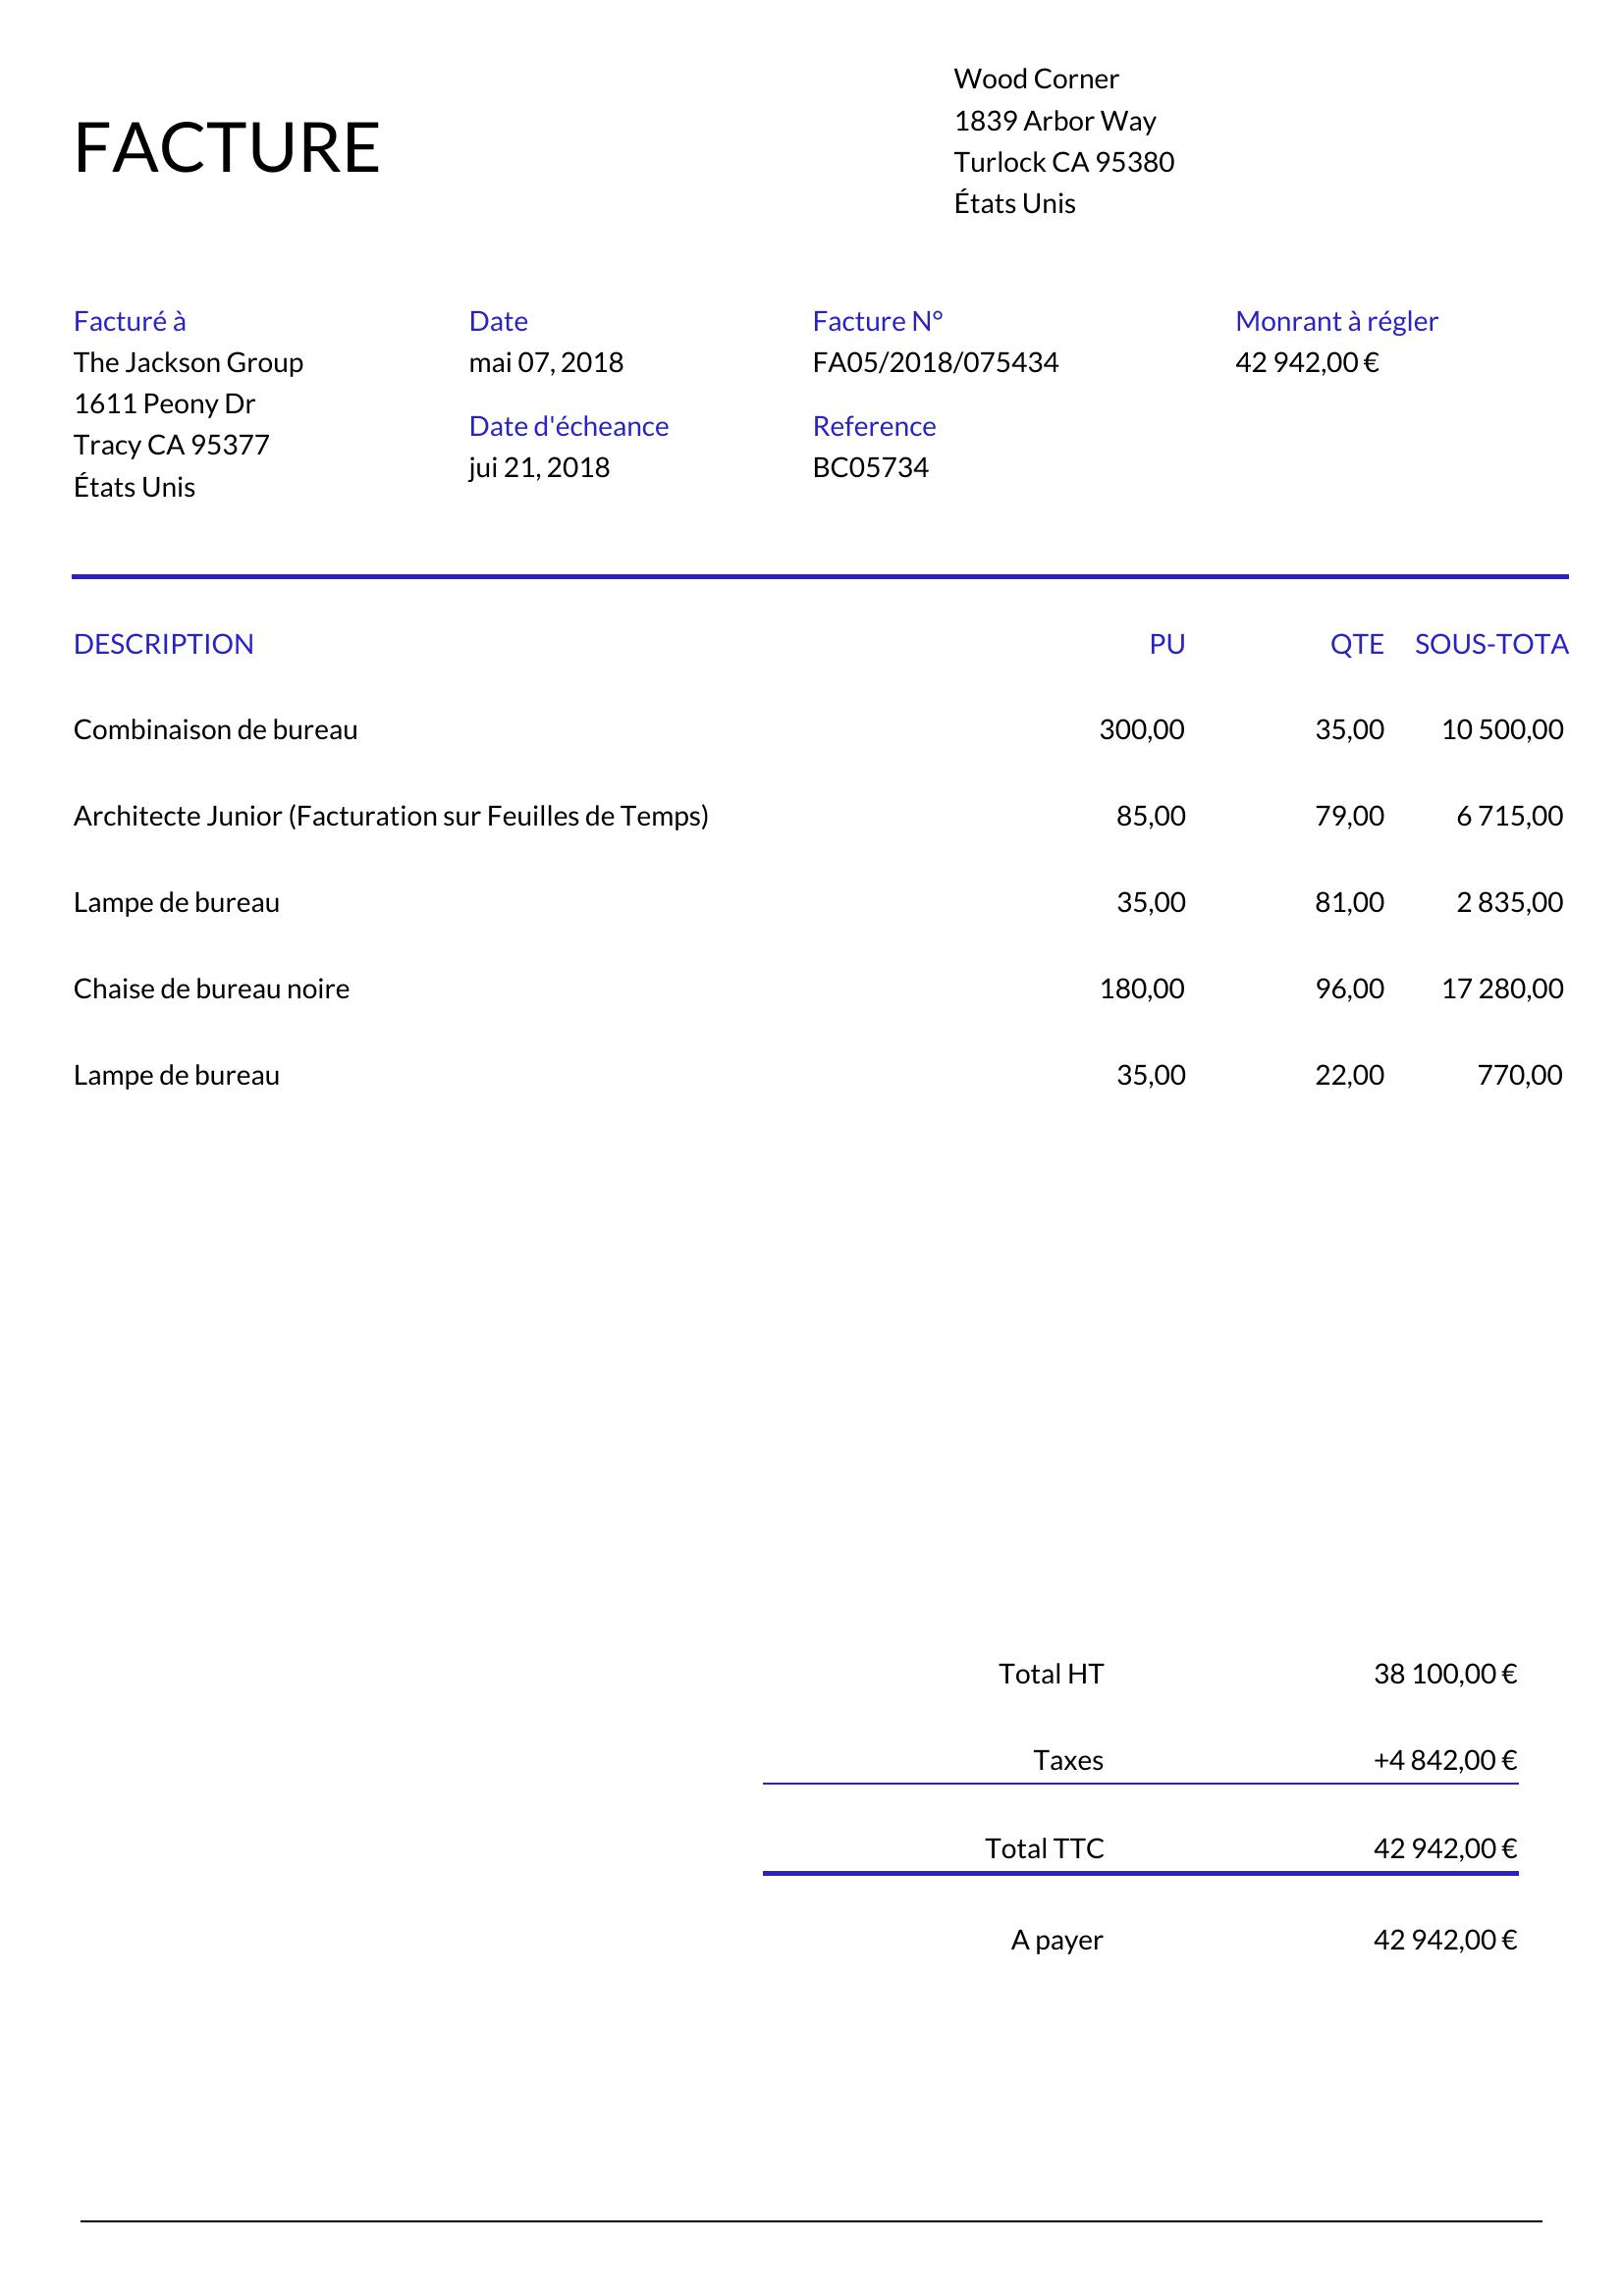 Wood Corner
1839 Arbor Way
Turlock CA 95380
États Unis
FACTURE
Facturé à
The Jackson Group
1611 Peony Dr
Tracy CA 95377
États Unis
Date
mai 07, 2018
Date d'écheance
jui 21, 2018
Facture N°
FA05/2018/075434
Reference
BC05734
Monrant à régler
42 942,00 €
DESCRIPTION PU QTE SOUS-TOTA
Combinaison de bureau 300,00 35,00 10 500,00
Architecte Junior (Facturation sur Feuilles de Temps) 85,00 79,00 6 715,00
Lampe de bureau 35,00 81,00 2 835,00
Chaise de bureau noire 180,00 96,00 17 280,00
Lampe de bureau 35,00 22,00 770,00
Total HT 38 100,00 €
Taxes +4 842,00 €
Total TTC 42 942,00 €
A payer 42 942,00 €